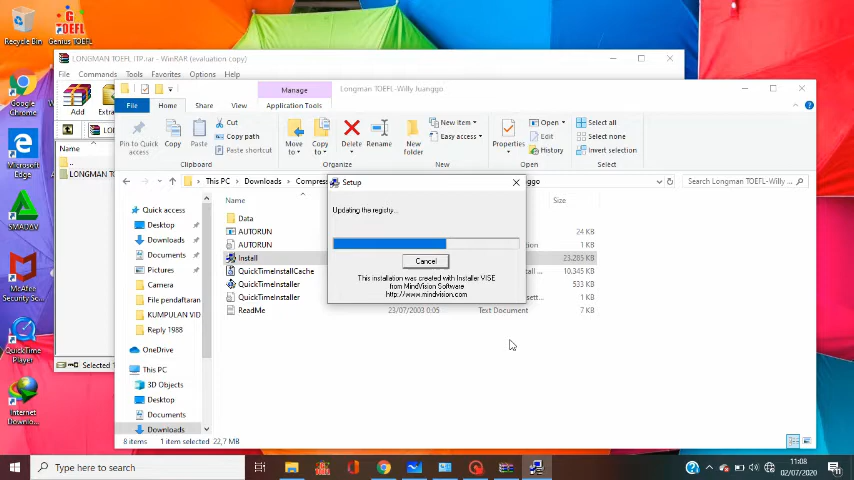 Recycle Bin
Genius TOEFL
Google Chrome
Microsoft Edge
SMADAV
McAfee Security Sc...
QuickTime Player
Internet Downlo...
LONGMAN TOEFL ITP.rar - WinRAR (evaluation copy)
File Commands Tools Favorites Options Help
Add
Name
..
Selected 1
Manage
Longman TOEFL-Willy Juanggo
File Home Share View Application Tools
Pin to Quick access
Copy
Paste
Cut
Copy path
Paste shortcut
Clipboard
Move to
Copy to
Delete
Rename
Organize
New folder
New item
Easy access
New
Properties
Open
Edit
History
Open
Select all
Select none
Invert selection
Select
This PC > Downloads >
Search Longman TOEFL-Willy ...
Name Size
Quick access
Desktop
Downloads
Documents
Pictures
Camera
File pendaftaran
KUMPULAN VID
Reply 1988
OneDrive
This PC
3D Objects
Desktop
Documents
Downloads
Data
AUTORUN 24 KB
AUTORUN 1 KB
Install 23.285 KB
QuickTimeInstallCache 10.345 KB
QuickTimeInstaller 533 KB
QuickTimeInstaller 1 KB
ReadMe 23/07/2003 0:05 Text Document 7 KB
8 items 1 item selected 22,7 MB
Setup
Updating the registry...
Cancel
This installation was created with Installer VISE
from MindVision Software
http://www.mindvision.com
Type here to search
11:08
02/07/2020